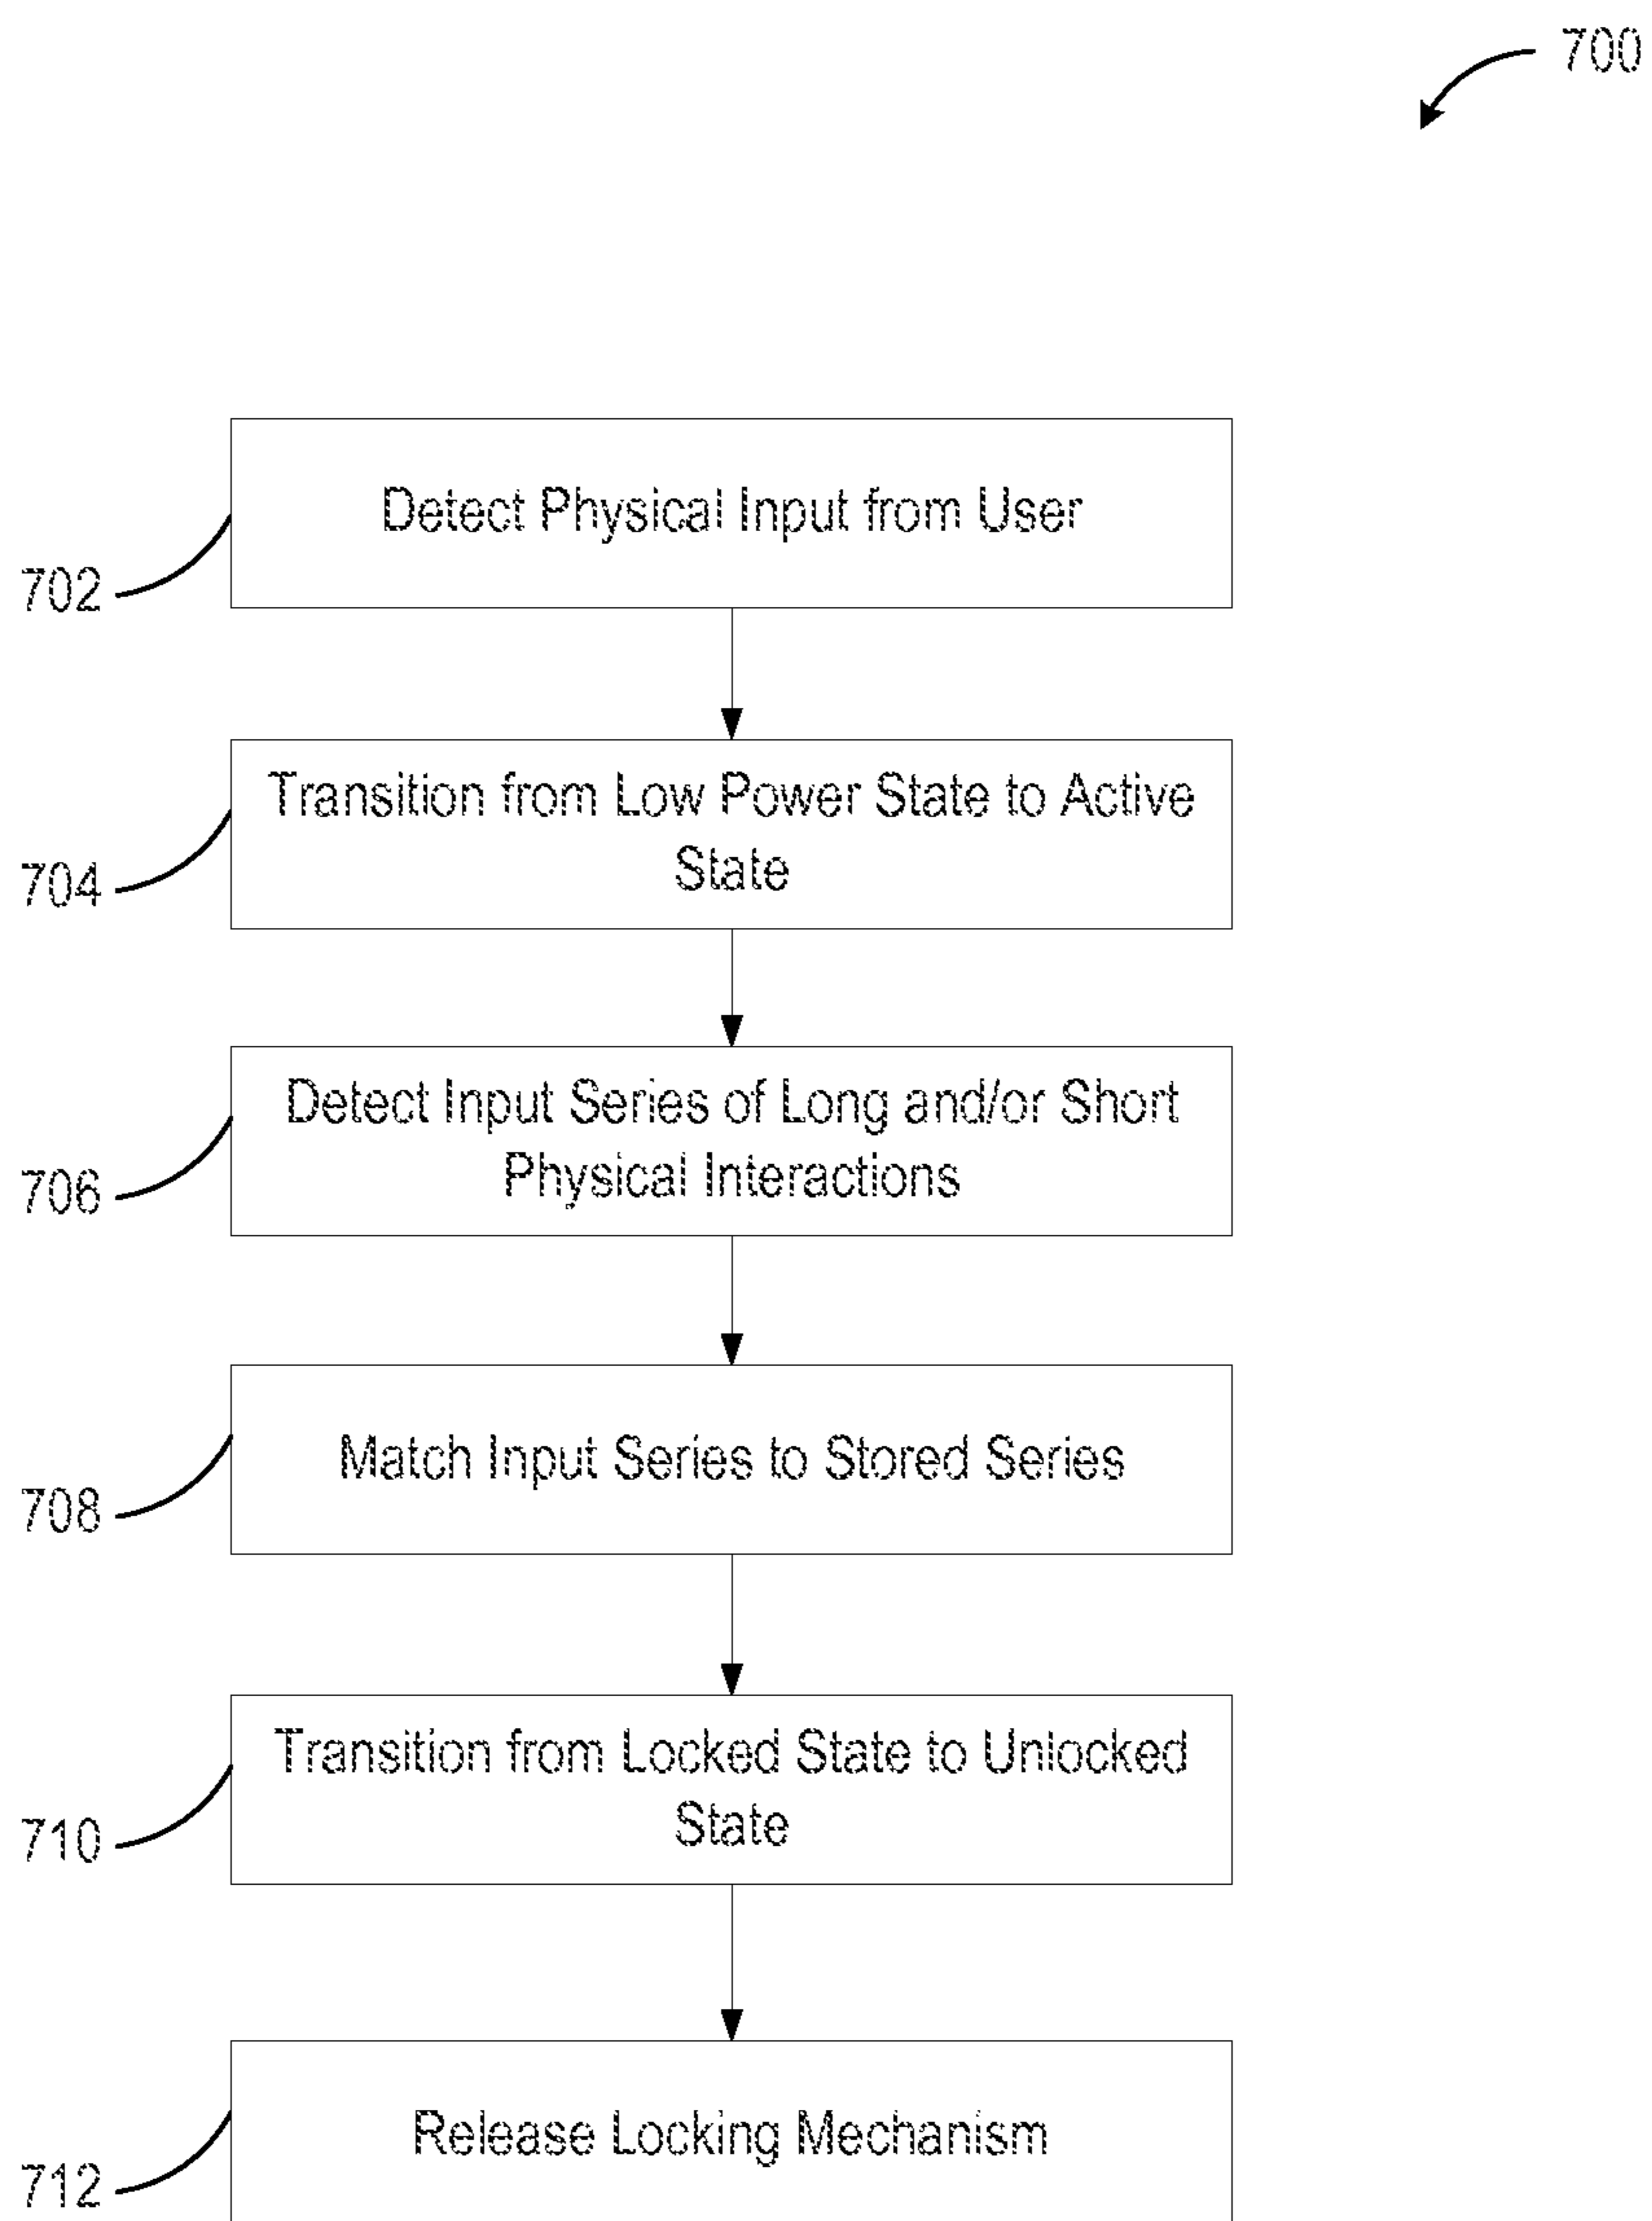 700
Detect Physical Input from User
702
Transition from Low Power State to Active
State
704
Detect Input Series of Long and/or Short
Physical Interactions
706
Match Input Series to Stored Series
708
Transition from Locked State to Unlocked
State
710
Release Locking Mechanism
712